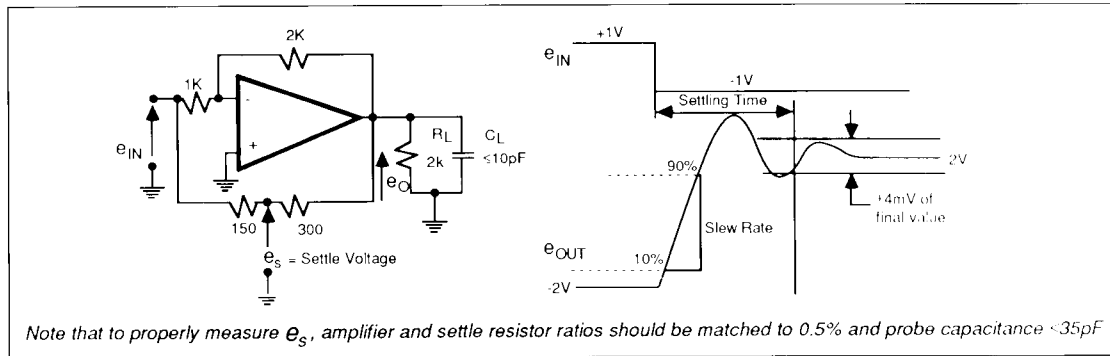 2K
1K
-
+
e_IN
R_L
2k
C_L
≤10pF
e_O
150
300
e_s = Settle Voltage
+1V
e_IN
-1V
Settling Time
90%
2V
±4mV of
final value
Slew Rate
e_OUT
10%
-2V
Note that to properly measure e_s, amplifier and settle resistor ratios should be matched to 0.5% and probe capacitance <35pF